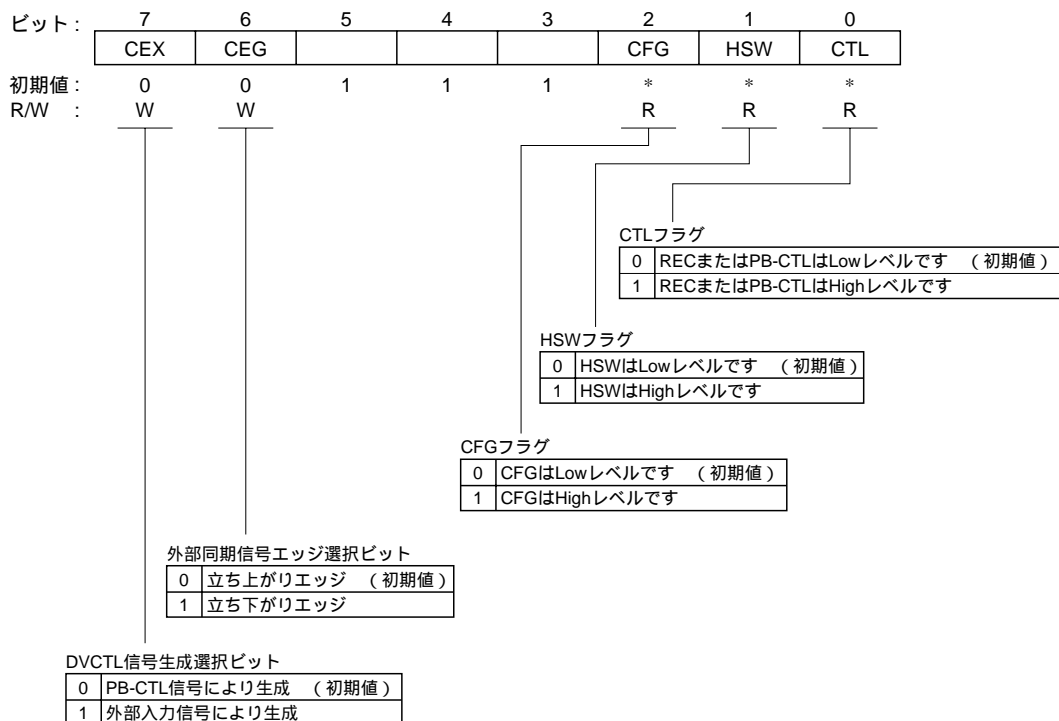 ビット: 7 6 5 4 3 2 1 0
CEX CEG CFG HSW CTL
初期値: 0 0 1 1 1 * * *
R/W : W W R R R
CTLフラグ
0 RECまたはPB-CTLはLowレベルです (初期値)
1 RECまたはPB-CTLはHighレベルです
HSWフラグ
0 HSWはLowレベルです (初期値)
1 HSWはHighレベルです
CFGフラグ
0 CFGはLowレベルです (初期値)
1 CFGはHighレベルです
外部同期信号エッジ選択ビット
0 立ち上がりエッジ (初期値)
1 立ち下がりエッジ
DVCTL信号生成選択ビット
0 PB-CTL信号により生成 (初期値)
1 外部入力信号により生成